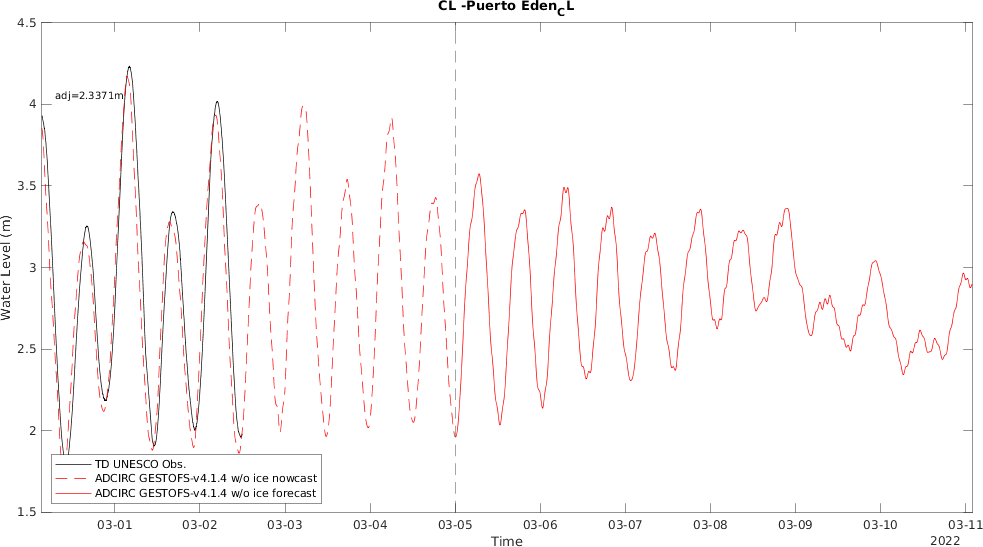 CL -Puerto Eden_CL
4.5
adj=2.3371m
4
3.5
3
2.5
2
1.5
Water Level (m)
TD UNESCO Obs.
ADCIRC GESTOFS-v4.1.4 w/o ice nowcast
ADCIRC GESTOFS-v4.1.4 w/o ice forecast
03-01 03-02 03-03 03-04 03-05 03-06 03-07 03-08 03-09 03-10 03-11
Time
2022